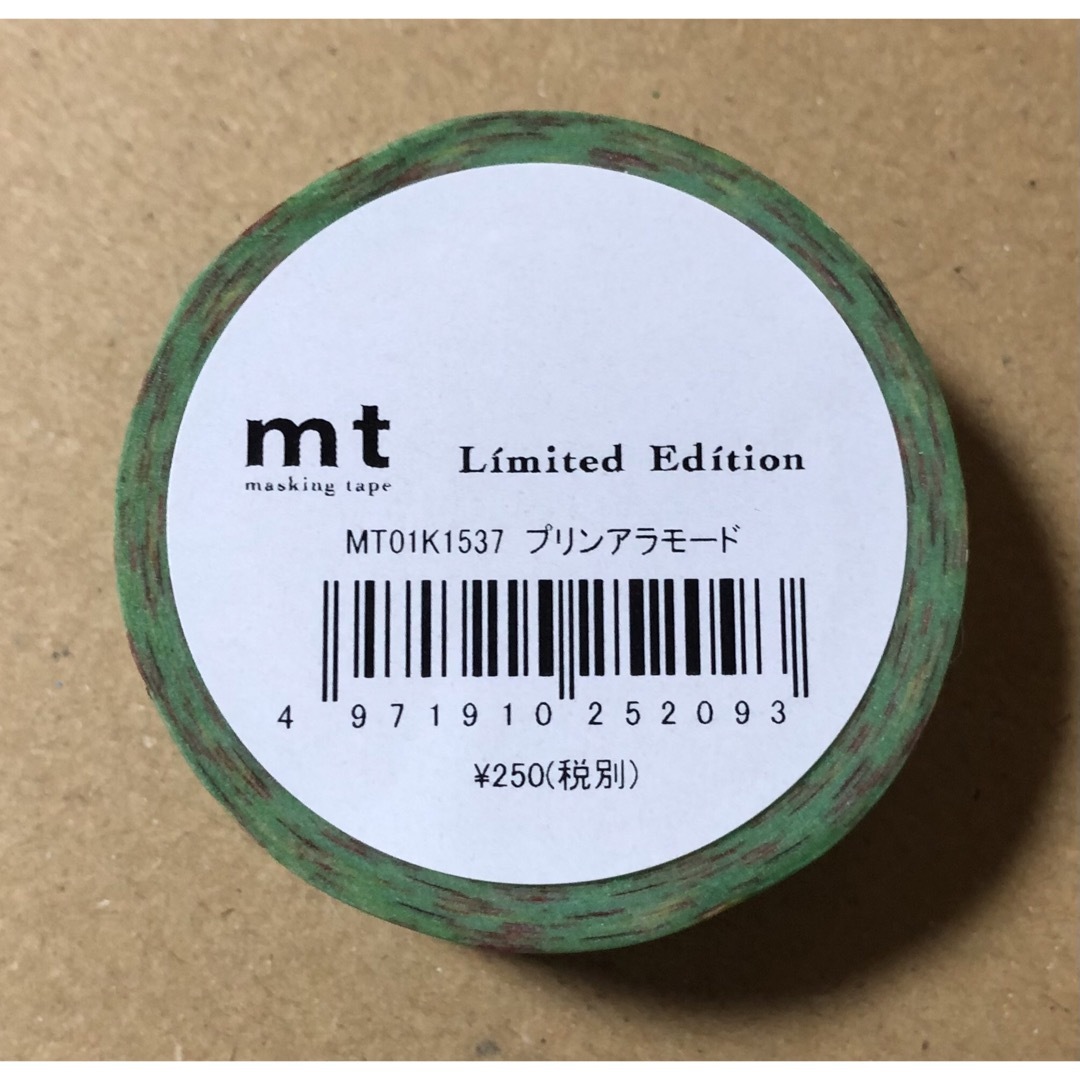 mt
masking tape
Límited Edítion
MT01K1537 プリンアラモード
4 971910 252093
¥250(税別)